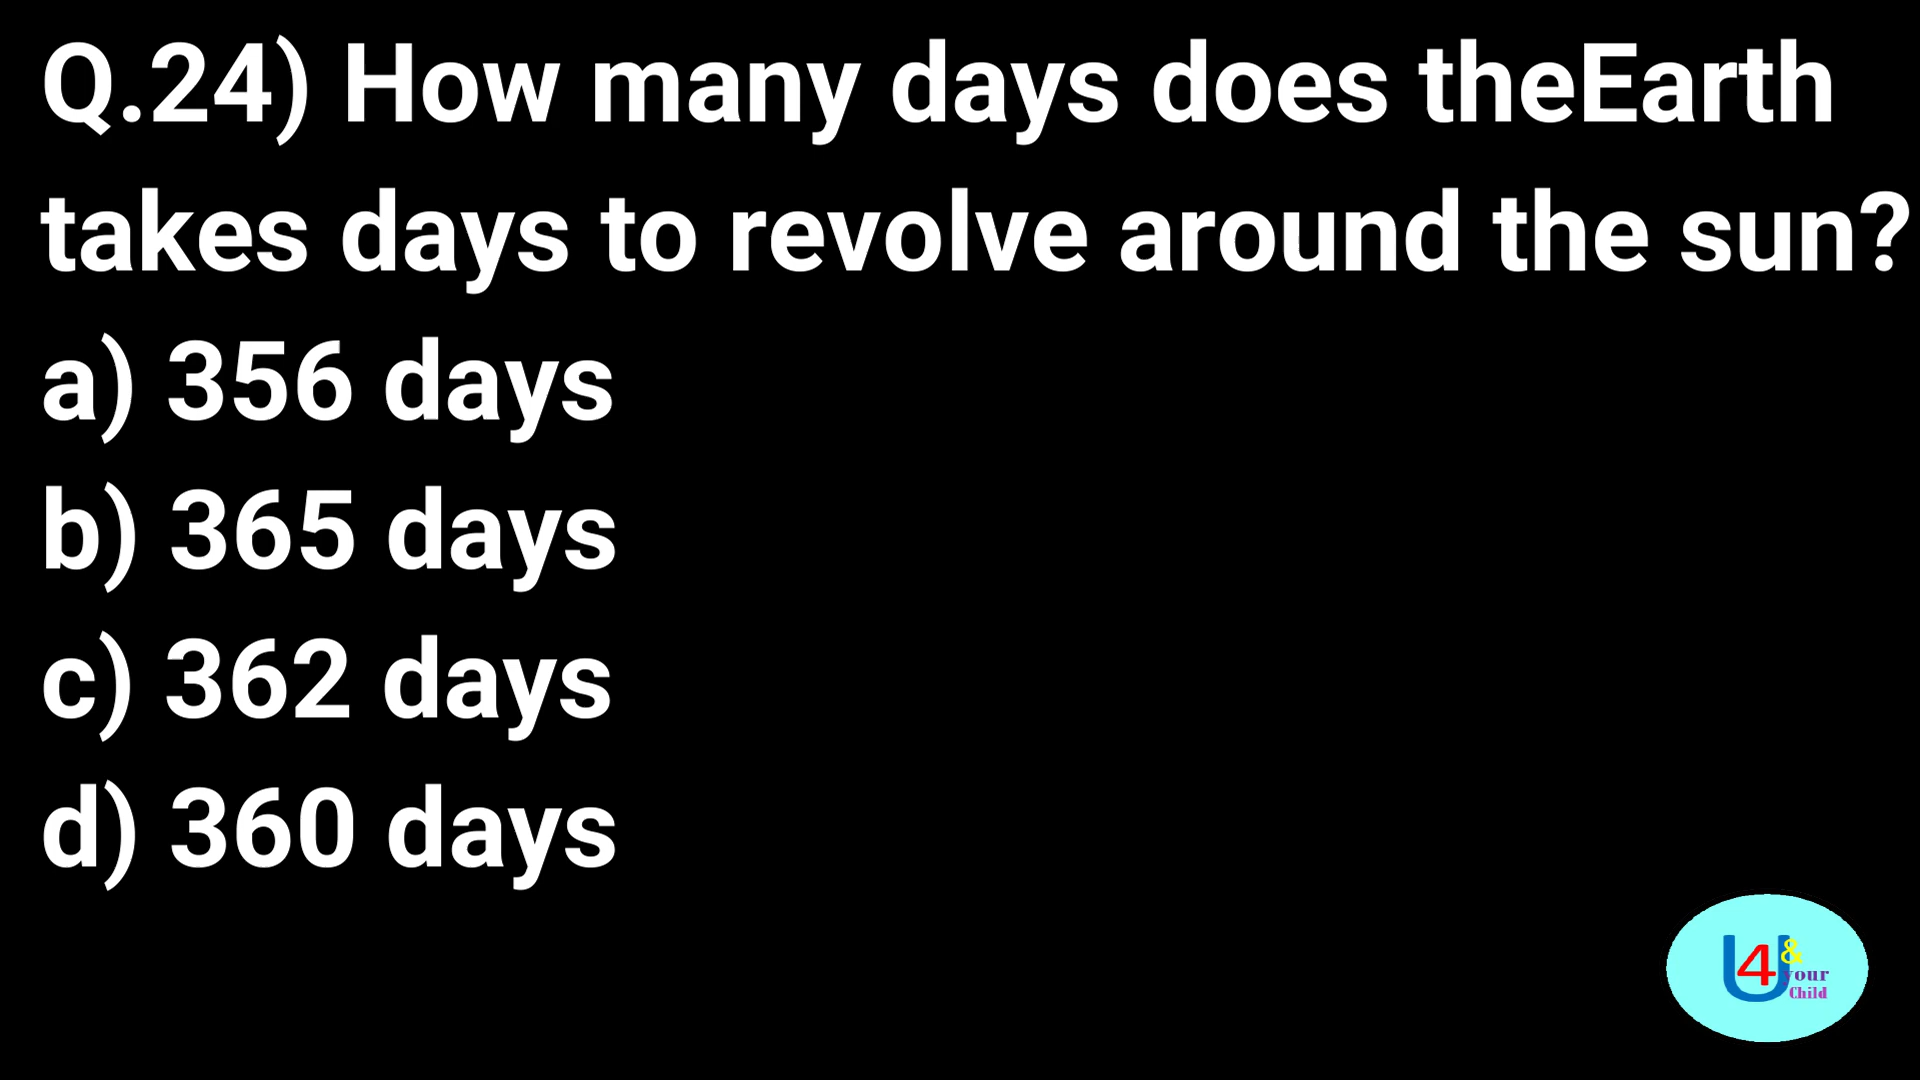 Q.24) How many days does theEarth
takes days to revolve around the sun?
a) 356 days
b) 365 days
c) 362 days
d) 360 days
U4&
your
Child